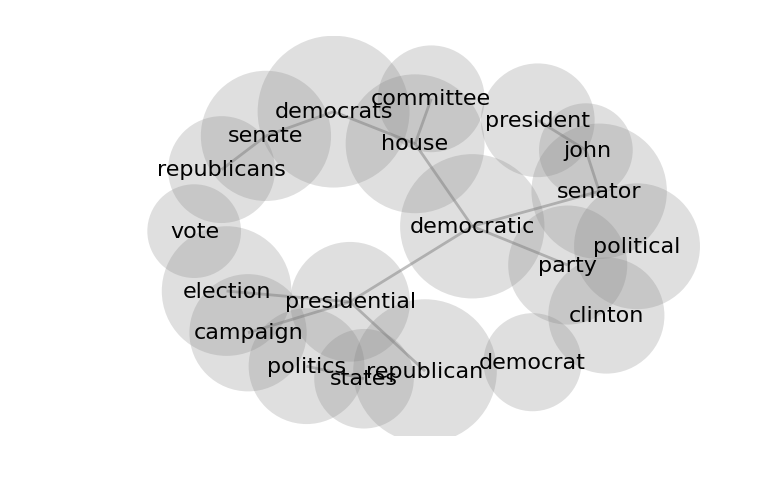 committee
democrats
president
senate
house
john
republicans
senator
democratic
vote
political
party
election
presidential
clinton
campaign
democrat
politics
republican
states